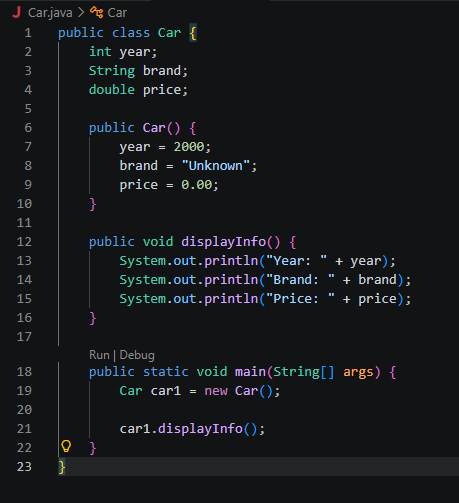 J Car.java > Car
1 public class Car {
2     int year;
3     String brand;
4     double price;
5
6     public Car() {
7         year = 2000;
8         brand = "Unknown";
9         price = 0.00;
10     }
11
12     public void displayInfo() {
13         System.out.println("Year: " + year);
14         System.out.println("Brand: " + brand);
15         System.out.println("Price: " + price);
16     }
17
Run | Debug
18     public static void main(String[] args) {
19         Car car1 = new Car();
20
21         car1.displayInfo();
22     }
23 }